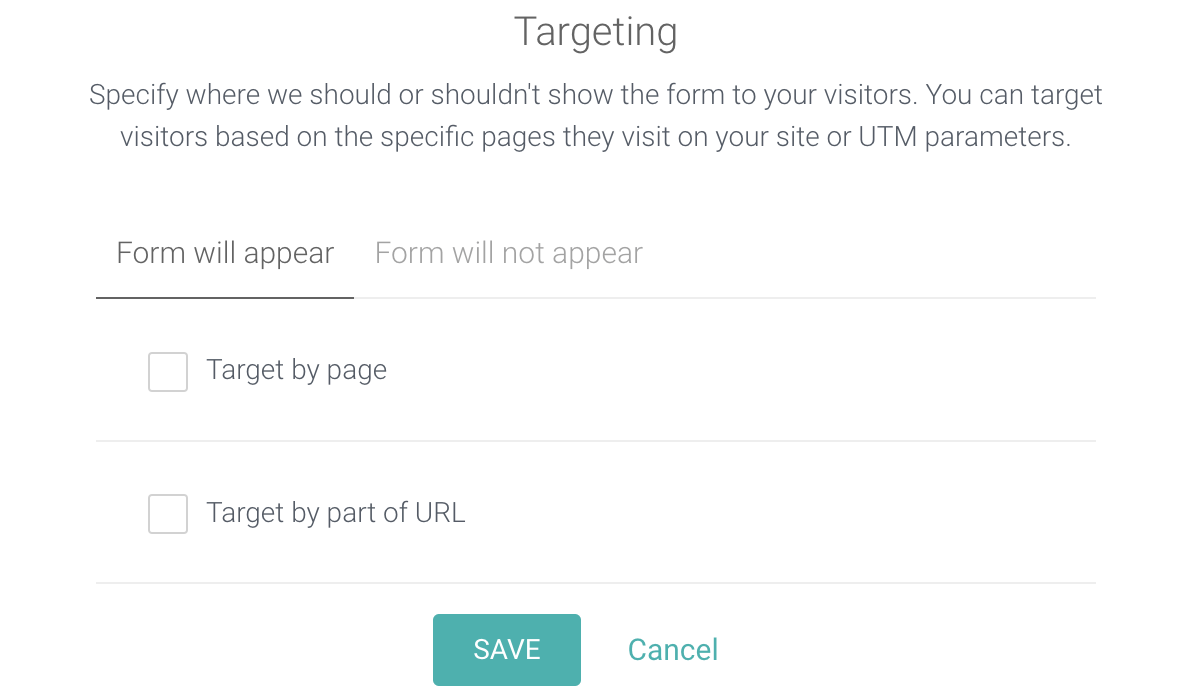 Targeting
Specify where we should or shouldn't show the form to your visitors. You can target
visitors based on the specific pages they visit on your site or UTM parameters.
Form will appear
Form will not appear
Target by page
Target by part of URL
SAVE
Cancel